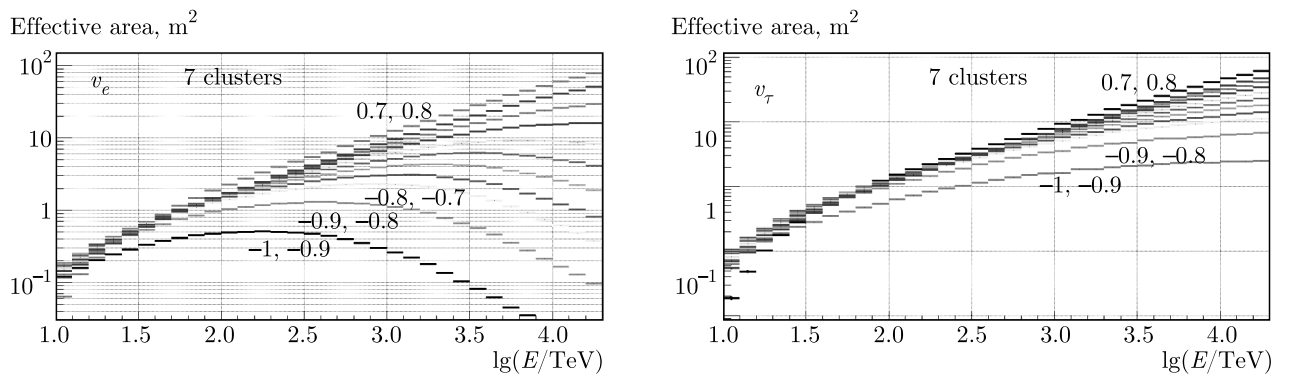 Effective area, m²
10²
10
1
10⁻¹
νₑ
7 clusters
0.7, 0.8
–0.8, –0.7
–0.9, –0.8
–1, –0.9
1.0 1.5 2.0 2.5 3.0 3.5 4.0
lg(E/TeV)
Effective area, m²
10²
10
1
10⁻¹
ν_τ
7 clusters
0.7, 0.8
–0.9, –0.8
–1, –0.9
1.0 1.5 2.0 2.5 3.0 3.5 4.0
lg(E/TeV)